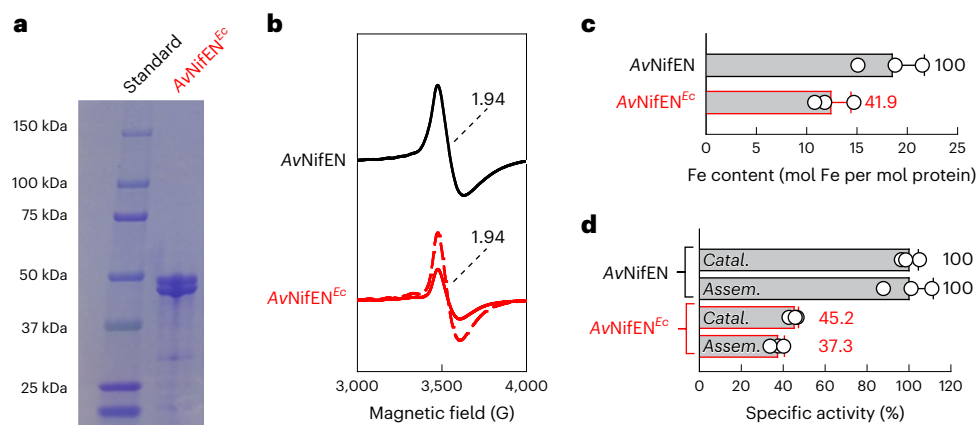 a
Standard
AvNifEN^Ec
150 kDa
100 kDa
75 kDa
50 kDa
37 kDa
25 kDa
b
1.94
AvNifEN
1.94
AvNifEN^Ec
3,000 3,500 4,000
Magnetic field (G)
c
AvNifEN 100
AvNifEN^Ec 41.9
0 5 10 15 20 25
Fe content (mol Fe per mol protein)
d
AvNifEN
Catal. 100
Assem. 100
AvNifEN^Ec
Catal. 45.2
Assem. 37.3
0 20 40 60 80 100 120
Specific activity (%)